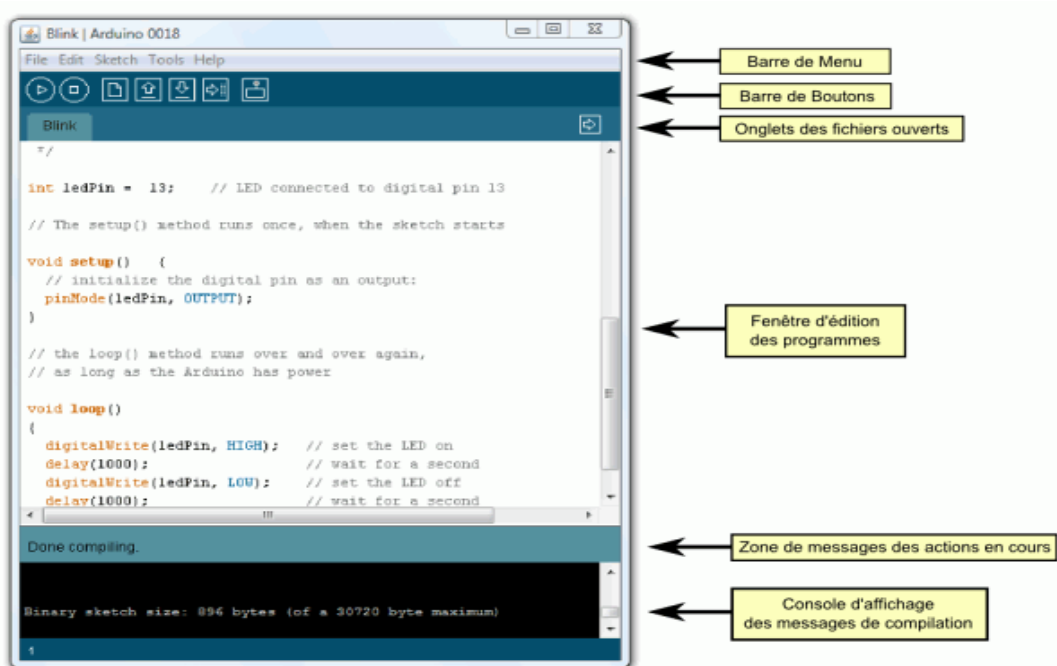 Blink | Arduino 0018
File Edit Sketch Tools Help
Barre de Menu
Barre de Boutons
Blink
Onglets des fichiers ouverts
*/
int ledPin = 13;    // LED connected to digital pin 13
// The setup() method runs once, when the sketch starts
void setup()   {
// initialize the digital pin as an output:
pinMode(ledPin, OUTPUT);
}
Fenêtre d'édition
des programmes
// the loop() method runs over and over again,
// as long as the Arduino has power
void loop()
{
digitalWrite(ledPin, HIGH);   // set the LED on
delay(1000);                  // wait for a second
digitalWrite(ledPin, LOW);    // set the LED off
delay(1000);                  // wait for a second
Done compiling.
Zone de messages des actions en cours
Binary sketch size: 896 bytes (of a 30720 byte maximum)
Console d'affichage
des messages de compilation
1